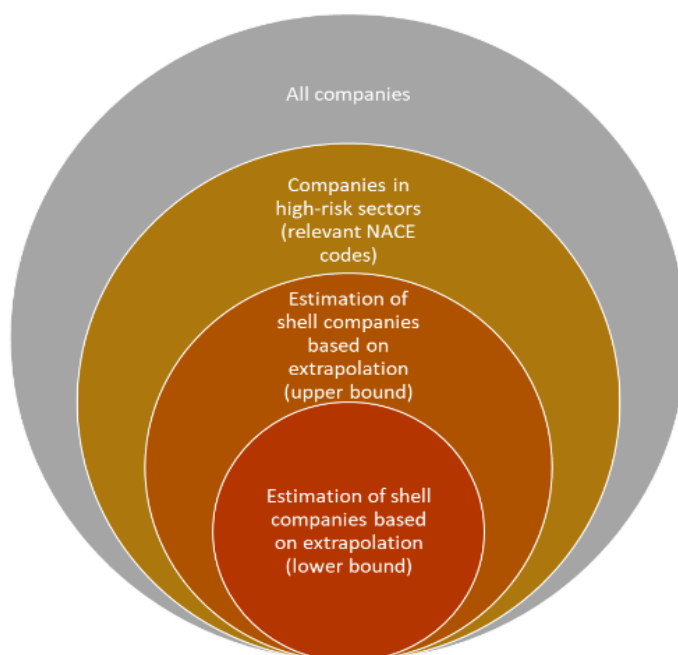 All companies
Companies in
high-risk sectors
(relevant NACE
codes)
Estimation of
shell companies
based on
extrapolation
(upper bound)
Estimation of shell
companies based
on extrapolation
(lower bound)